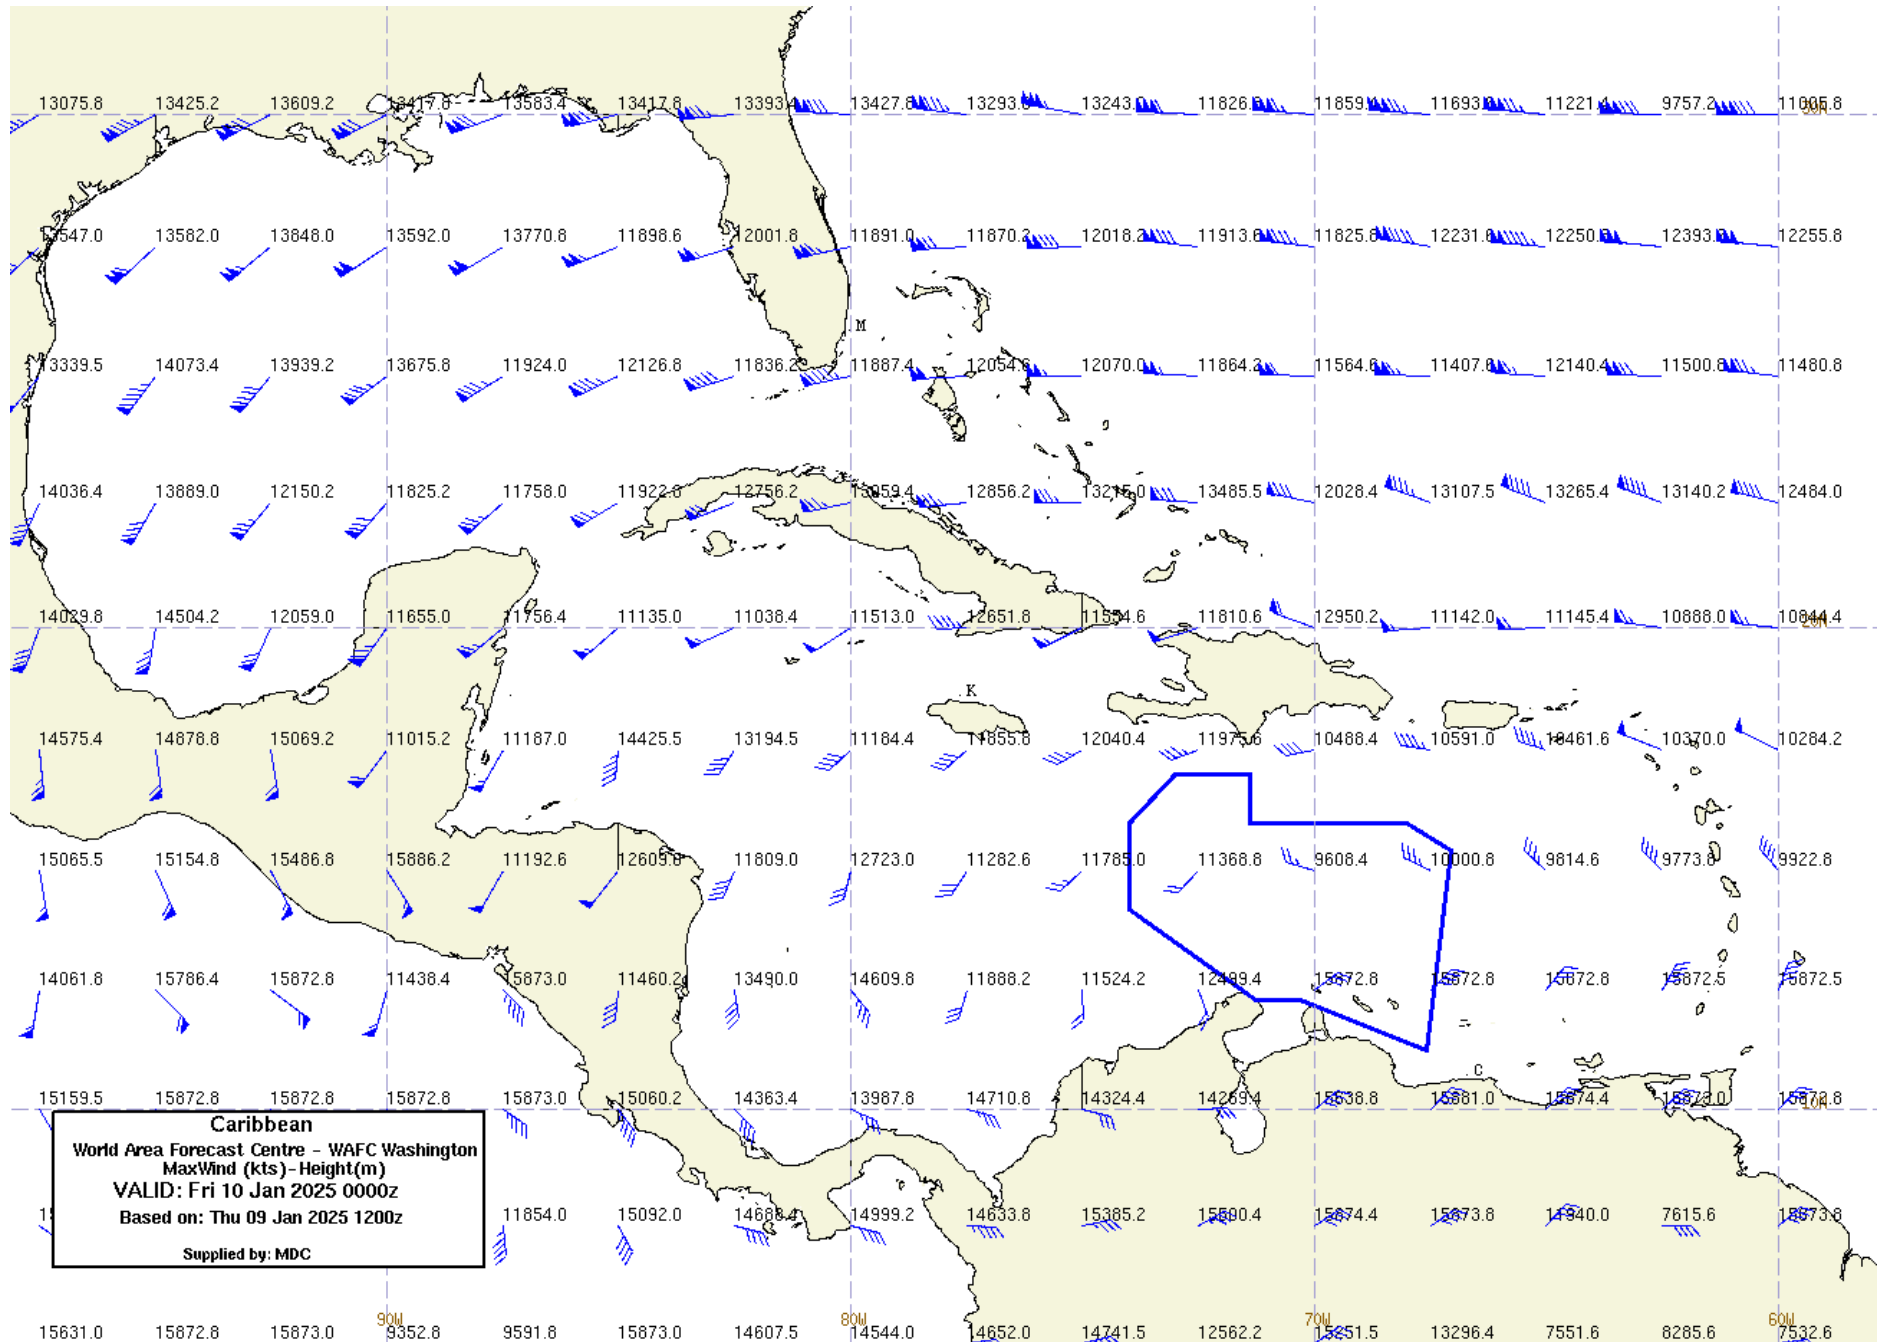 13075.8 13425.2 13609.2 13417.8 13583.4 13417.8 13393.4 13427.8 13293. 13243. 11826. 11859. 11693. 11221.4 9757.2 11005.8
30N
13547.0 13582.0 13848.0 13592.0 13770.8 11898.6 12001.8 11891.0 11870.2 12018.2 11913.6 11825.6 12231.6 12250. 12393. 12255.8
M
13339.5 14073.4 13939.2 13675.8 11924.0 12126.8 11836.2 11887.4 12054.6 12070.0 11864.2 11564.6 11407.6 12140.4 11500.8 11480.8
14036.4 13889.0 12150.2 11825.2 11758.0 11922.0 12756.2 13059.4 12856.2 13215.0 13485.5 12028.4 13107.5 13265.4 13140.2 12484.0
14029.8 14504.2 12059.0 11655.0 11756.4 11135.0 11038.4 11513.0 12651.8 11554.6 11810.6 12950.2 11142.0 11145.4 10888.0 10844.4
20N
K
14575.4 14878.8 15069.2 11015.2 11187.0 14425.5 13194.5 11184.4 11855.8 12040.4 11975.6 10488.4 10591.0 10461.6 10370.0 10284.2
15065.5 15154.8 15486.8 15886.2 11192.6 12609.8 11809.0 12723.0 11282.6 11785.0 11368.8 9608.4 10000.8 9814.6 9773.8 9922.8
14061.8 15786.4 15872.8 11438.4 15873.0 11460.2 13490.0 14609.8 11888.2 11524.2 12499.4 15872.8 15872.8 15872.8 15872.5 15872.5
C
15159.5 15872.8 15872.8 15872.8 15873.0 15060.2 14363.4 13987.8 14710.8 14324.4 14269.4 15638.8 15681.0 15874.4 15873.0 15872.8
10N
Caribbean
World Area Forecast Centre - WAFC Washington
MaxWind (kts)-Height(m)
VALID: Fri 10 Jan 2025 0000z
Based on: Thu 09 Jan 2025 1200z
Supplied by: MDC
11854.0 15092.0 14688.4 14999.2 14633.8 15385.2 15590.4 15874.4 15873.8 14940.0 7615.6 15873.8
90W 80W 70W 60W
15631.0 15872.8 15873.0 9352.8 9591.8 15873.0 14607.5 14544.0 14652.0 14741.5 12562.2 15251.5 13296.4 7551.6 8285.6 7532.6